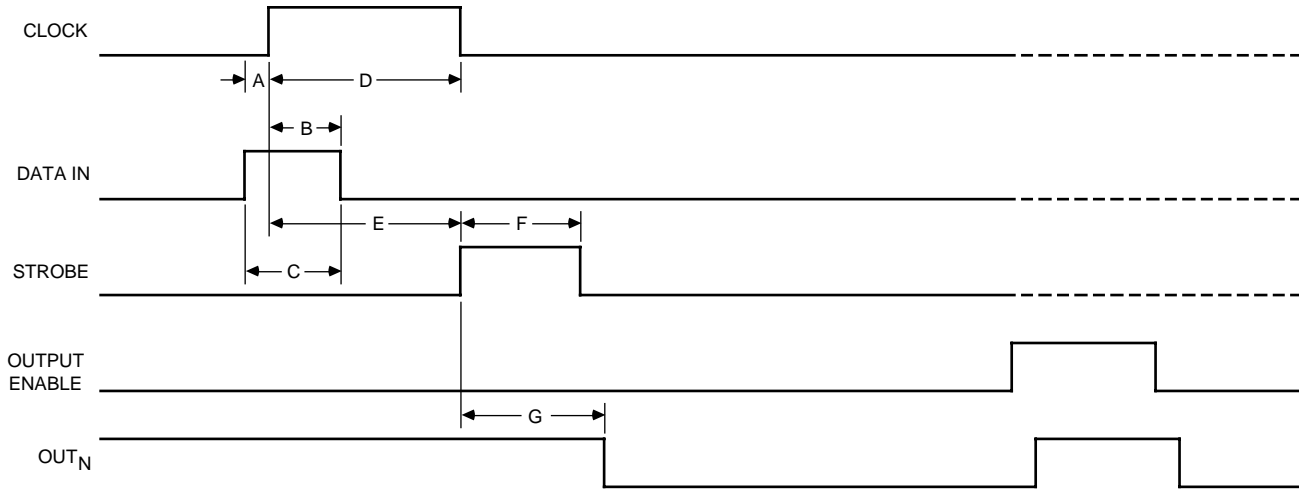 CLOCK
A D
B
DATA IN
E F
C
STROBE
OUTPUT
ENABLE
G
OUTN